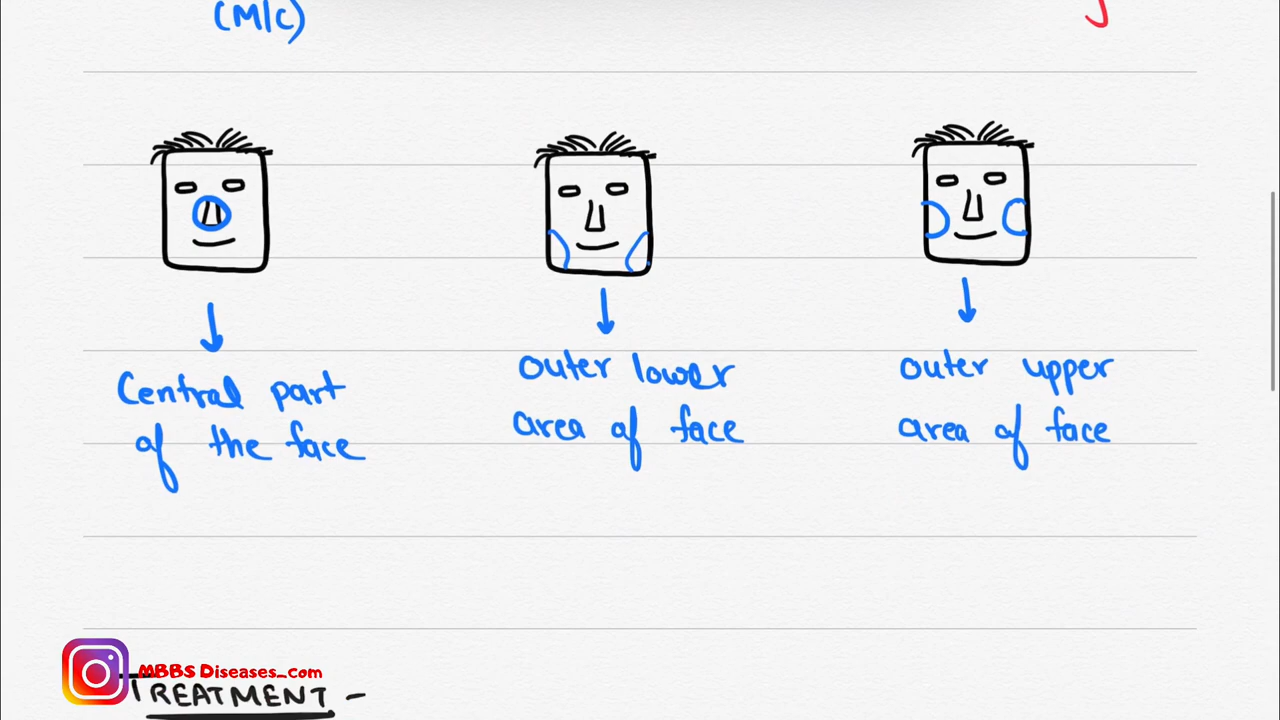 (M/C)
Central part
of the face
outer lower
area of face
outer upper
area of face
MBBS Diseases_com
TREATMENT -